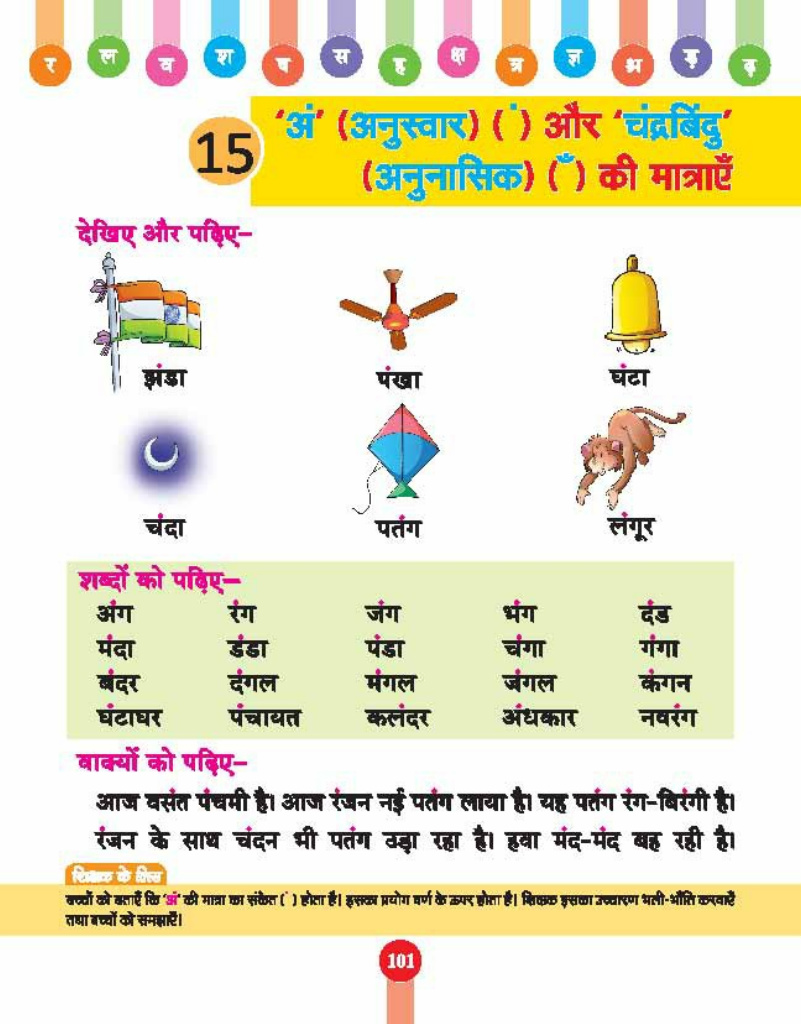 र ल व श ष स ह क्ष त्र ज्ञ श्र ड़ ढ़
15
‘अं’ (अनुस्वार) ( ं ) और ‘चंद्रबिंदु’
(अनुनासिक) ( ँ ) की मात्राएँ
देखिए और पढ़िए–
झंडा पंखा घंटा
चंदा पतंग लंगूर
शब्दों को पढ़िए–
अंग रंग जंग भंग दंड
मंदा डंडा पंडा चंगा गंगा
बंदर दंगल मंगल जंगल कंगन
घंटाघर पंचायत कलंदर अंधकार नवरंग
वाक्यों को पढ़िए–
आज वसंत पंचमी है। आज रंजन नई पतंग लाया है। यह पतंग रंग-बिरंगी है।
रंजन के साथ चंदन भी पतंग उड़ा रहा है। हवा मंद-मंद बह रही है।
शिक्षक के लिए
बच्चों को बताएँ कि ‘अं’ की मात्रा का संकेत ( ं ) होता है। इसका प्रयोग वर्ण के ऊपर होता है। शिक्षक इसका उच्चारण भली-भाँति करवाएँ
तथा बच्चों को समझाएँ।
101